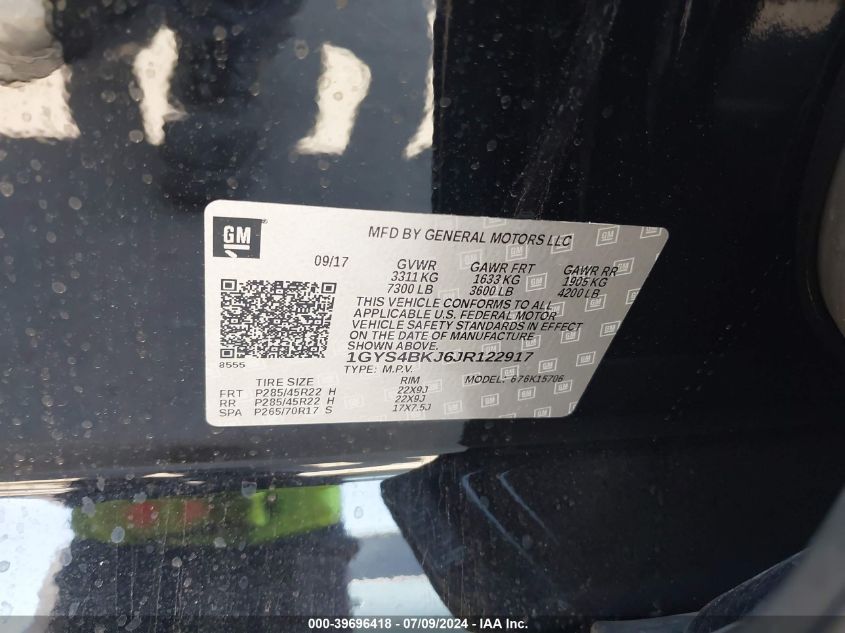 GM
MFD BY GENERAL MOTORS LLC
09/17 GVWR GAWR FRT GAWR RR
3311 KG 1633 KG 1905 KG
7300 LB 3600 LB 4200 LB
THIS VEHICLE CONFORMS TO ALL
APPLICABLE U.S. FEDERAL MOTOR
VEHICLE SAFETY STANDARDS IN EFFECT
ON THE DATE OF MANUFACTURE
SHOWN ABOVE.
8555
1GYS4BKJ6JR122917
TYPE: M.P.V. MODEL: 676K15706
TIRE SIZE RIM
FRT P285/45R22 H 22X9J
RR P285/45R22 H 22X9J
SPA P265/70R17 S 17X7.5J
000-39696418 - 07/09/2024 - IAA Inc.